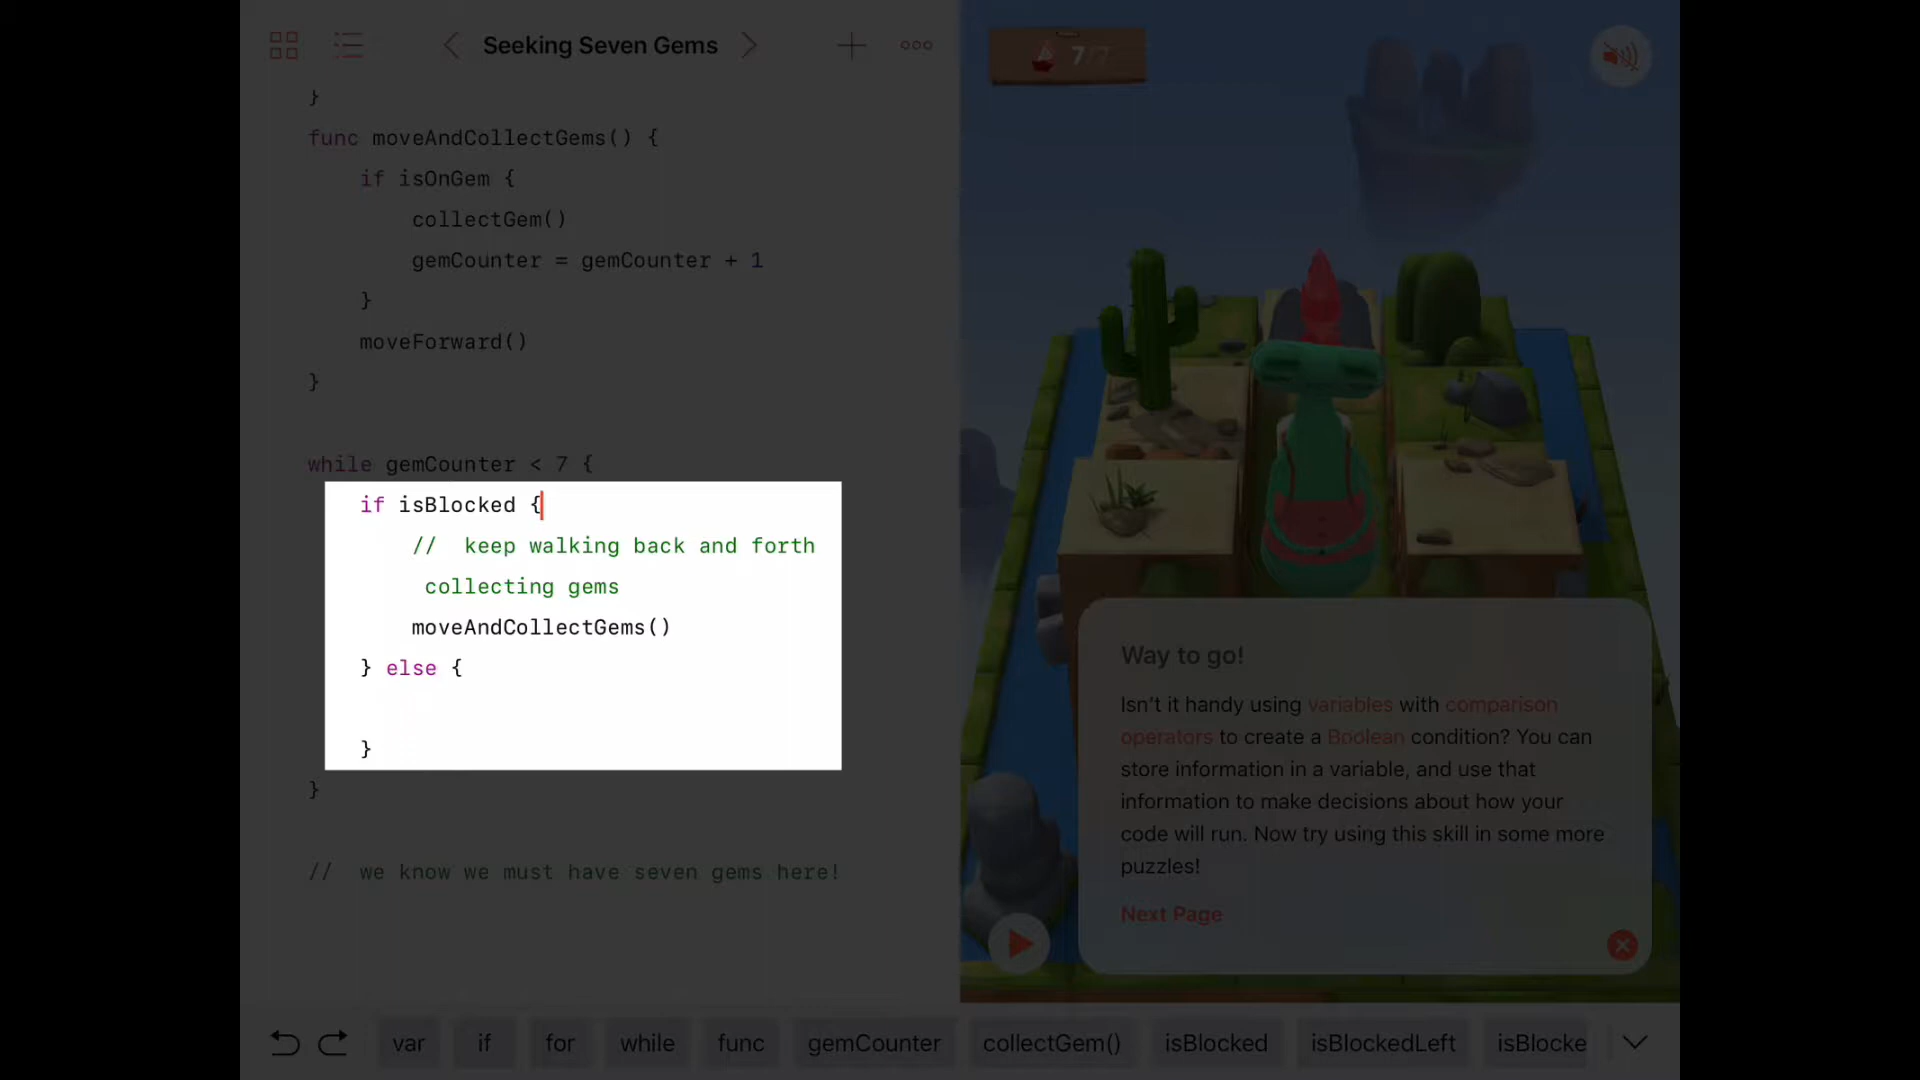 Seeking Seven Gems
}
func moveAndCollectGems() {
if isOnGem {
collectGem()
gemCounter = gemCounter + 1
}
moveForward()
}
while gemCounter < 7 {
if isBlocked {
// keep walking back and forth
collecting gems
moveAndCollectGems()
} else {
}
}
// we know we must have seven gems here!
7/7
Way to go!
Isn't it handy using variables with comparison
operators to create a Boolean condition? You can
store information in a variable, and use that
information to make decisions about how your
code will run. Now try using this skill in some more
puzzles!
Next Page
var if for while func gemCounter collectGem() isBlocked isBlockedLeft isBlocke